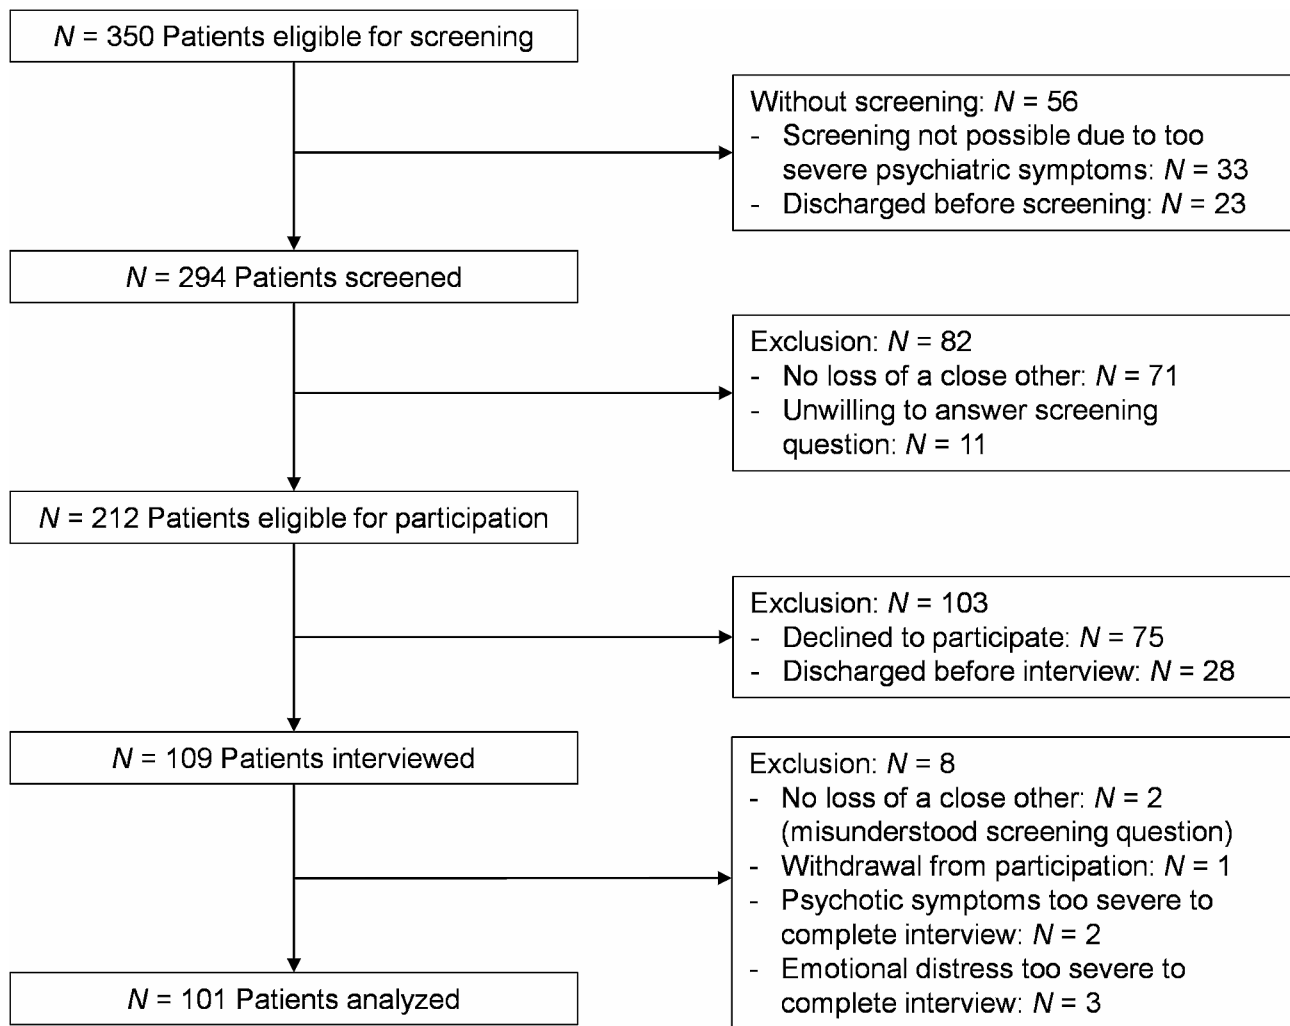 N = 350 Patients eligible for screening
Without screening: N = 56
- Screening not possible due to too
severe psychiatric symptoms: N = 33
- Discharged before screening: N = 23
N = 294 Patients screened
Exclusion: N = 82
- No loss of a close other: N = 71
- Unwilling to answer screening
question: N = 11
N = 212 Patients eligible for participation
Exclusion: N = 103
- Declined to participate: N = 75
- Discharged before interview: N = 28
N = 109 Patients interviewed
Exclusion: N = 8
- No loss of a close other: N = 2
(misunderstood screening question)
- Withdrawal from participation: N = 1
- Psychotic symptoms too severe to
complete interview: N = 2
- Emotional distress too severe to
complete interview: N = 3
N = 101 Patients analyzed